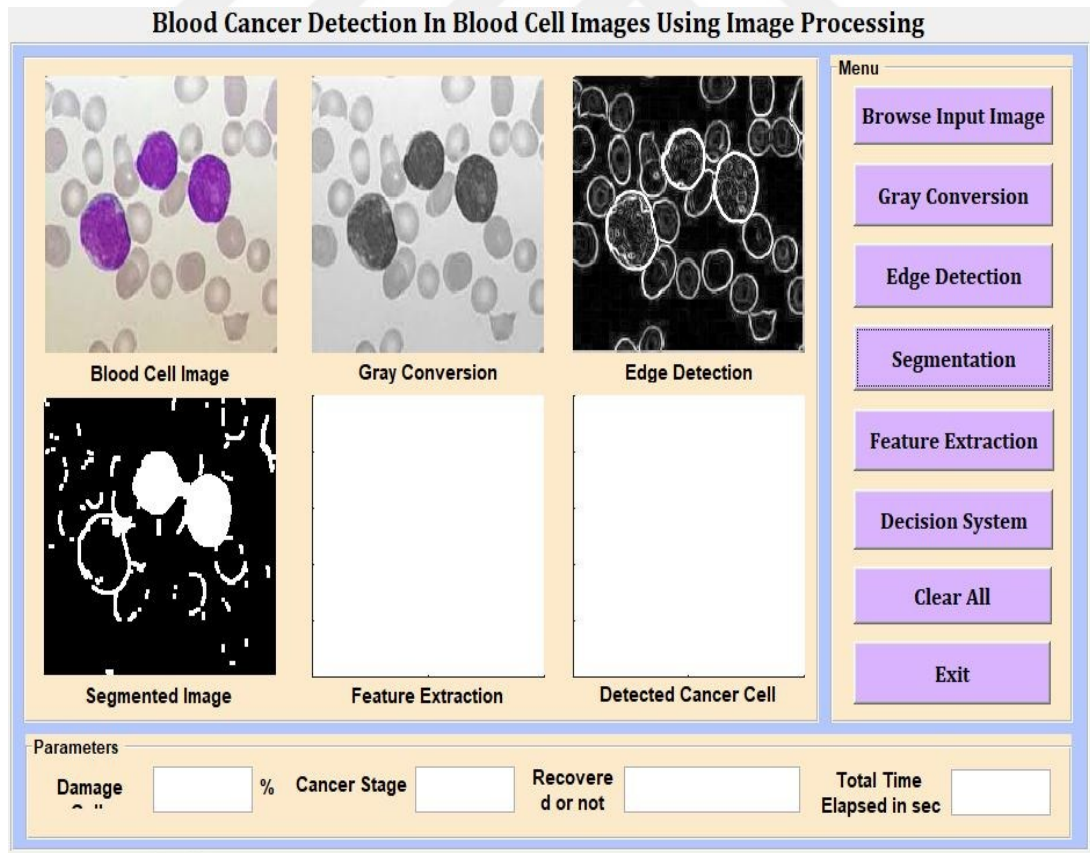 Blood Cancer Detection In Blood Cell Images Using Image Processing
Blood Cell Image
Gray Conversion
Edge Detection
Segmented Image
Feature Extraction
Detected Cancer Cell
Menu
Browse Input Image
Gray Conversion
Edge Detection
Segmentation
Feature Extraction
Decision System
Clear All
Exit
Parameters
Damage
%
Cancer Stage
Recovere
d or not
Total Time
Elapsed in sec